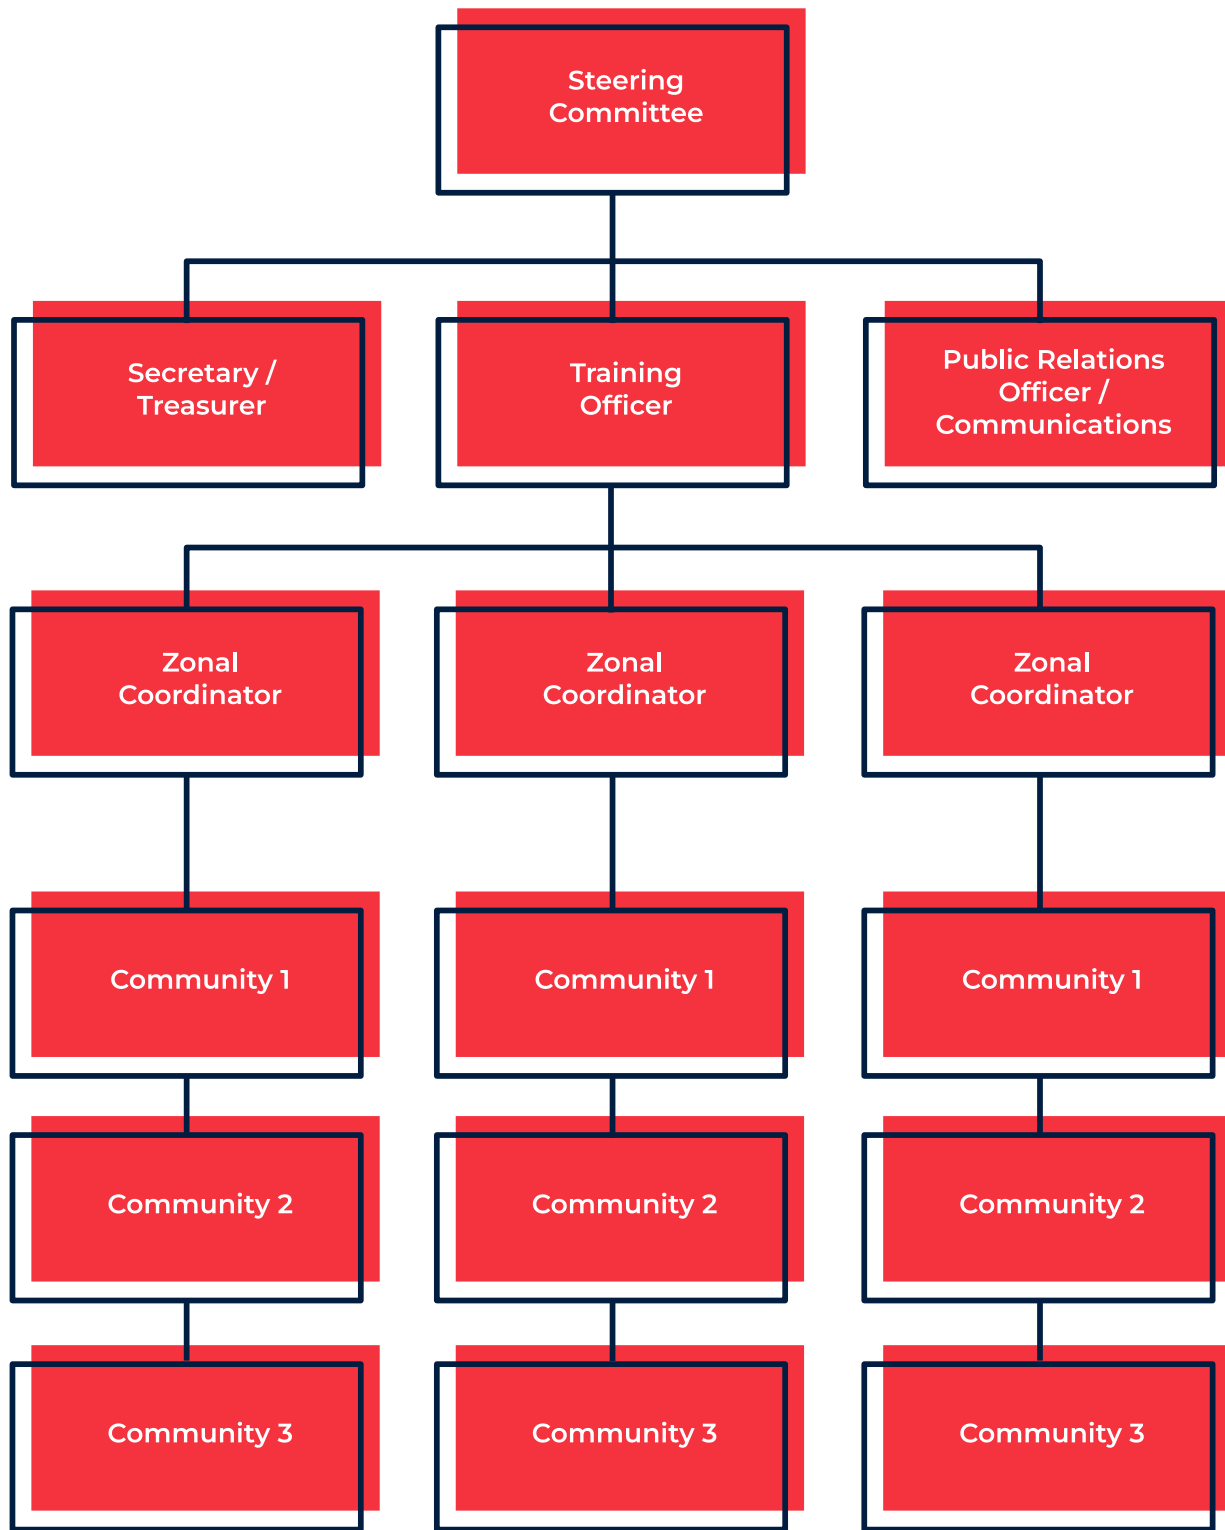 Steering
Committee
Secretary /
Treasurer
Training
Officer
Public Relations
Officer /
Communications
Zonal
Coordinator
Zonal
Coordinator
Zonal
Coordinator
Community 1
Community 1
Community 1
Community 2
Community 2
Community 2
Community 3
Community 3
Community 3